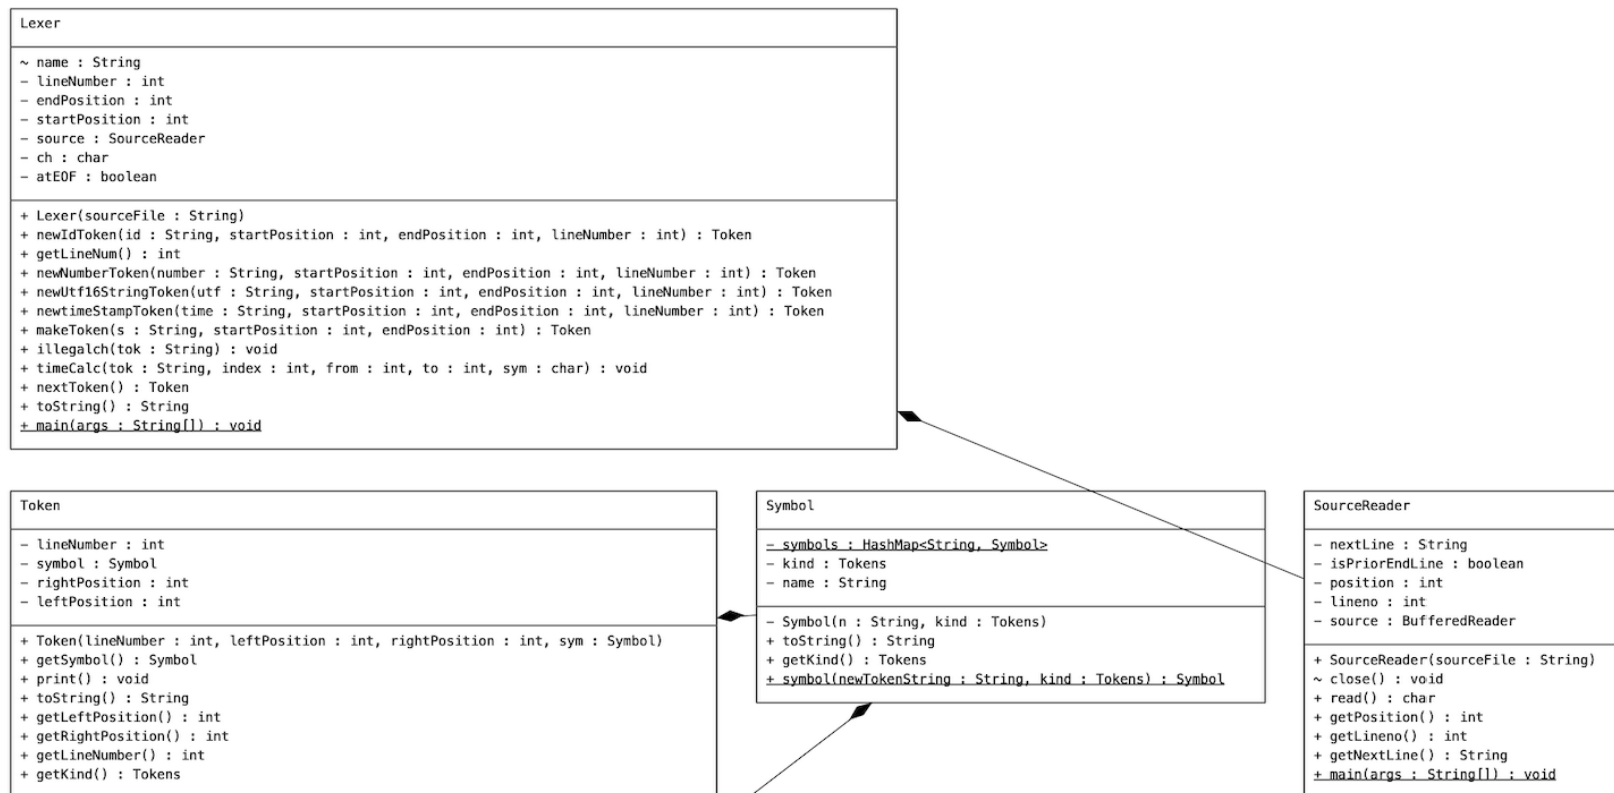 Lexer
~ name : String
- lineNumber : int
- endPosition : int
- startPosition : int
- source : SourceReader
- ch : char
- atEOF : boolean
+ Lexer(sourceFile : String)
+ newIdToken(id : String, startPosition : int, endPosition : int, lineNumber : int) : Token
+ getLineNum() : int
+ newNumberToken(number : String, startPosition : int, endPosition : int, lineNumber : int) : Token
+ newUtf16StringToken(utf : String, startPosition : int, endPosition : int, lineNumber : int) : Token
+ newtimeStampToken(time : String, startPosition : int, endPosition : int, lineNumber : int) : Token
+ makeToken(s : String, startPosition : int, endPosition : int) : Token
+ illegalch(tok : String) : void
+ timeCalc(tok : String, index : int, from : int, to : int, sym : char) : void
+ nextToken() : Token
+ toString() : String
+ main(args : String[]) : void
Token
- lineNumber : int
- symbol : Symbol
- rightPosition : int
- leftPosition : int
+ Token(lineNumber : int, leftPosition : int, rightPosition : int, sym : Symbol)
+ getSymbol() : Symbol
+ print() : void
+ toString() : String
+ getLeftPosition() : int
+ getRightPosition() : int
+ getLineNumber() : int
+ getKind() : Tokens
Symbol
- symbols : HashMap<String, Symbol>
- kind : Tokens
- name : String
- Symbol(n : String, kind : Tokens)
+ toString() : String
+ getKind() : Tokens
+ symbol(newTokenString : String, kind : Tokens) : Symbol
SourceReader
- nextLine : String
- isPriorEndLine : boolean
- position : int
- lineno : int
- source : BufferedReader
+ SourceReader(sourceFile : String)
~ close() : void
+ read() : char
+ getPosition() : int
+ getLineno() : int
+ getNextLine() : String
+ main(args : String[]) : void